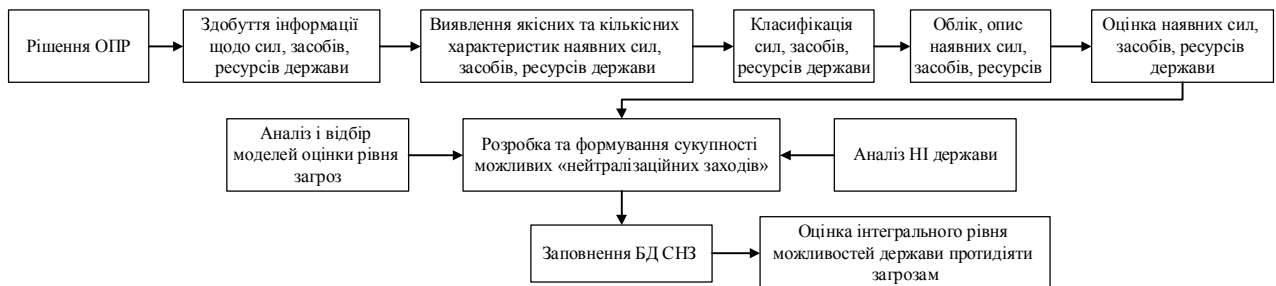 Рішення ОПР
Здобуття інформації
щодо сил, засобів,
ресурсів держави
Виявлення якісних та кількісних
характеристик наявних сил,
засобів, ресурсів держави
Класифікація
сил, засобів,
ресурсів держави
Облік, опис
наявних сил,
засобів, ресурсів
Оцінка наявних сил,
засобів, ресурсів
держави
Аналіз і відбір
моделей оцінки рівня
загроз
Розробка та формування сукупності
можливих «нейтралізаційних заходів»
Аналіз НІ держави
Заповнення БД СНЗ
Оцінка інтегрального рівня
можливостей держави протидіяти
загрозам